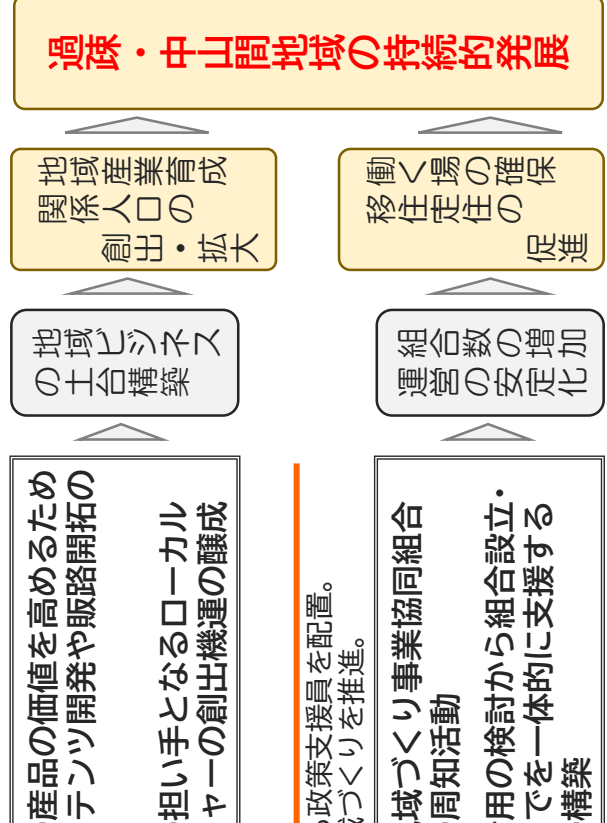 産品の価値を高めるため
テンツ開発や販路開拓の
担い手となるローカル
ャーの創出機運の醸成
地域ビジネス
の土台構築
地域産業育成
関係人口の
創出・拡大
政策支援員を配置。
域づくりを推進。
域づくり事業協同組合
の周知活動
用の検討から組合設立・
でを一体的に支援する
構築
組合数の増加
運営の安定化
働く場の確保
移住定住の
促進
過疎・中山間地域の持続的発展